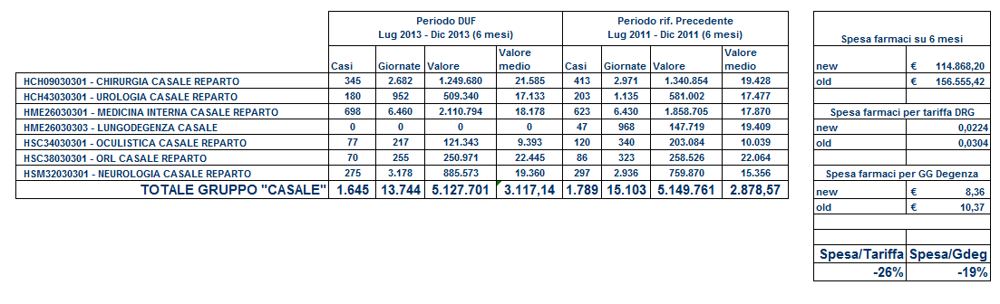 Periodo DUF Periodo rif. Precedente
Lug 2013 - Dic 2013 (6 mesi) Lug 2011 - Dic 2011 (6 mesi)
Casi Giornate Valore Valore medio Casi Giornate Valore Valore medio
HCH09030301 - CHIRURGIA CASALE REPARTO 345 2.682 1.249.680 21.585 413 2.971 1.340.854 19.428
HCH43030301 - UROLOGIA CASALE REPARTO 180 952 509.340 17.133 203 1.135 581.002 17.477
HME26030301 - MEDICINA INTERNA CASALE REPARTO 698 6.460 2.110.794 18.178 623 6.430 1.858.705 17.870
HME26030303 - LUNGODEGENZA CASALE 0 0 0 0 47 968 147.719 19.409
HSC34030301 - OCULISTICA CASALE REPARTO 77 217 121.343 9.393 120 340 203.084 10.039
HSC38030301 - ORL CASALE REPARTO 70 255 250.971 22.445 86 323 258.526 22.064
HSM32030301 - NEUROLOGIA CASALE REPARTO 275 3.178 885.573 19.360 297 2.936 759.870 15.356
TOTALE GRUPPO "CASALE" 1.645 13.744 5.127.701 3.117,14 1.789 15.103 5.149.761 2.878,57
Spesa farmaci su 6 mesi
new € 114.868,20
old € 156.555,42
Spesa farmaci per tariffa DRG
new 0,0224
old 0,0304
Spesa farmaci per GG Degenza
new € 8,36
old € 10,37
Spesa/Tariffa Spesa/Gdeg
-26% -19%